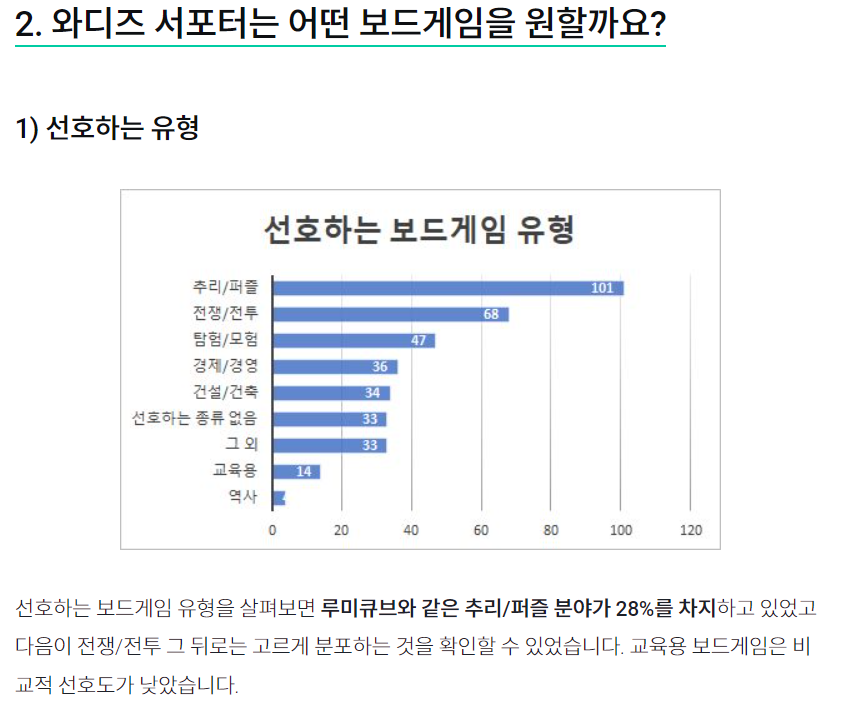 2. 와디즈 서포터는 어떤 보드게임을 원할까요?
1) 선호하는 유형
선호하는 보드게임 유형
추리/퍼즐 101
전쟁/전투 68
탐험/모험 47
경제/경영 36
건설/건축 34
선호하는 종류 없음 33
그 외 33
교육용 14
역사
0 20 40 60 80 100 120
선호하는 보드게임 유형을 살펴보면 루미큐브와 같은 추리/퍼즐 분야가 28%를 차지하고 있었고
다음이 전쟁/전투 그 뒤로는 고르게 분포하는 것을 확인할 수 있었습니다. 교육용 보드게임은 비
교적 선호도가 낮았습니다.